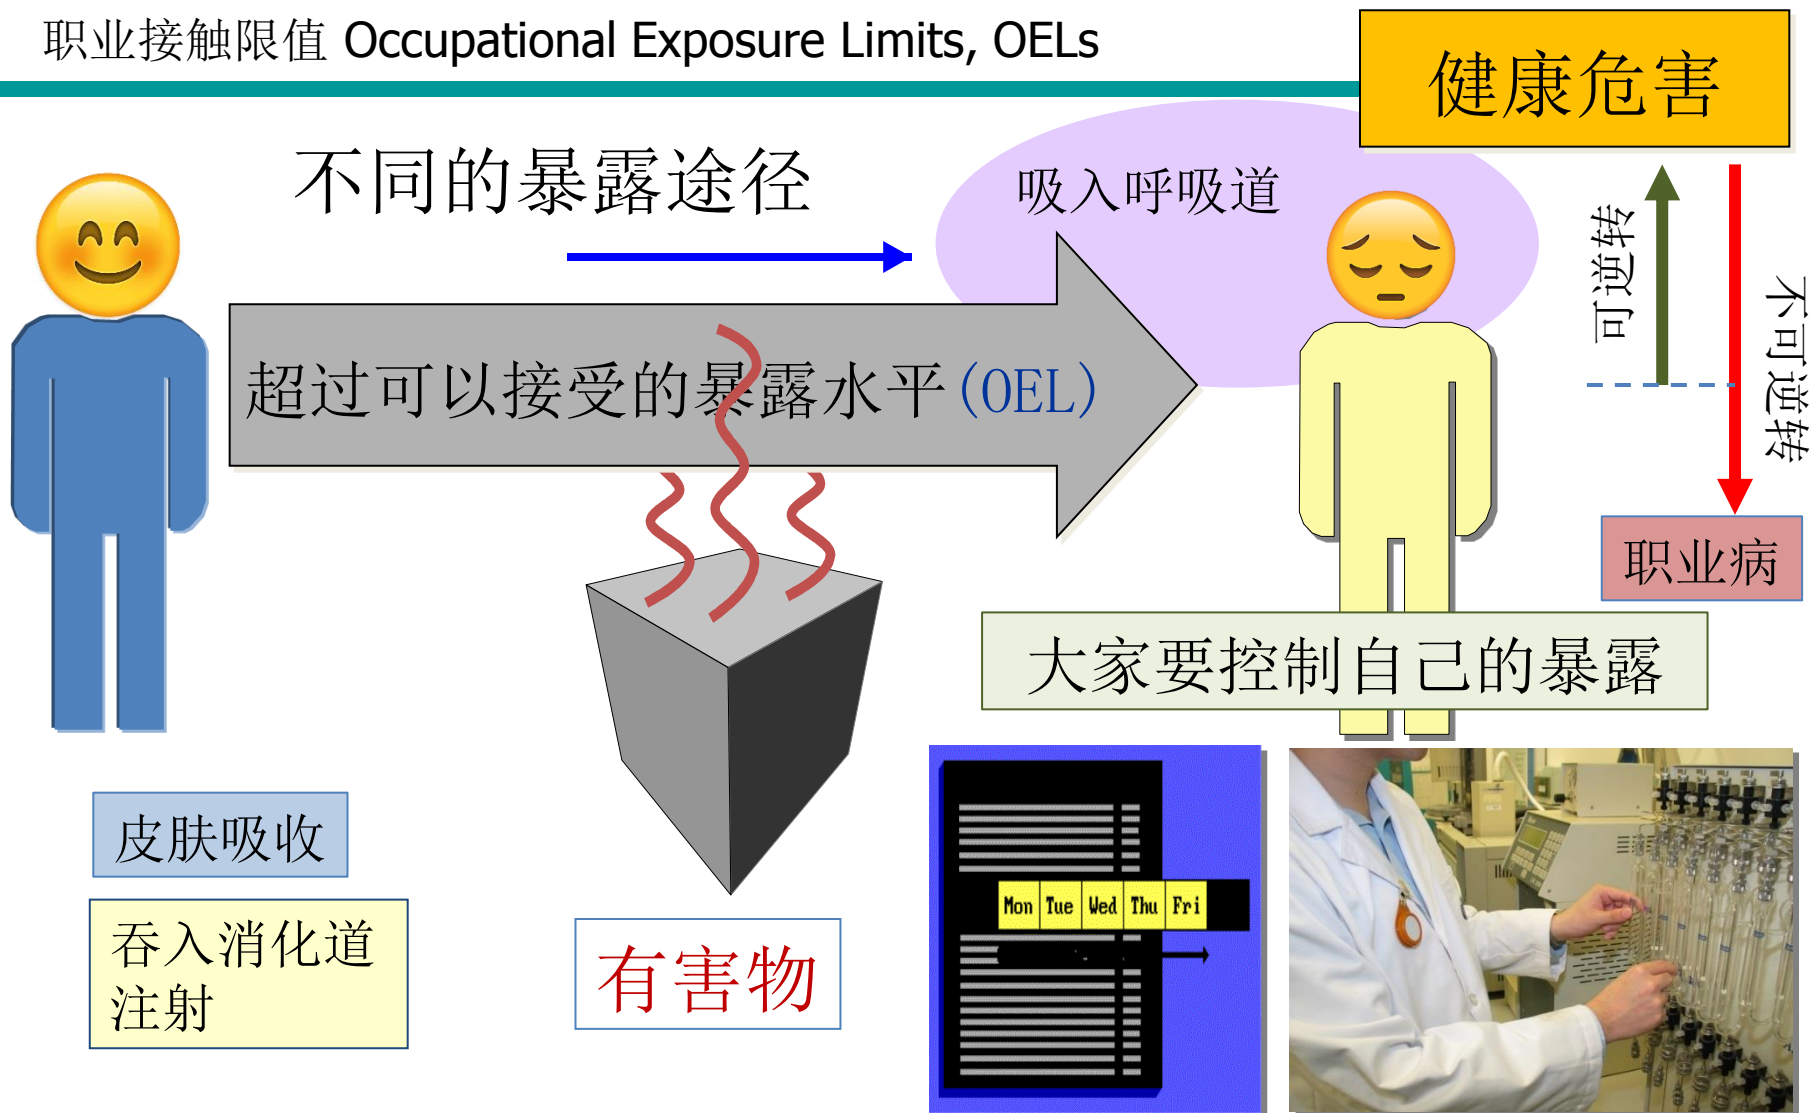 职业接触限值 Occupational Exposure Limits, OELs
健康危害
不同的暴露途径
吸入呼吸道
可逆转
不可逆转
超过可以接受的暴露水平(OEL)
职业病
大家要控制自己的暴露
皮肤吸收
吞入消化道
注射
有害物
Mon Tue Wed Thu Fri